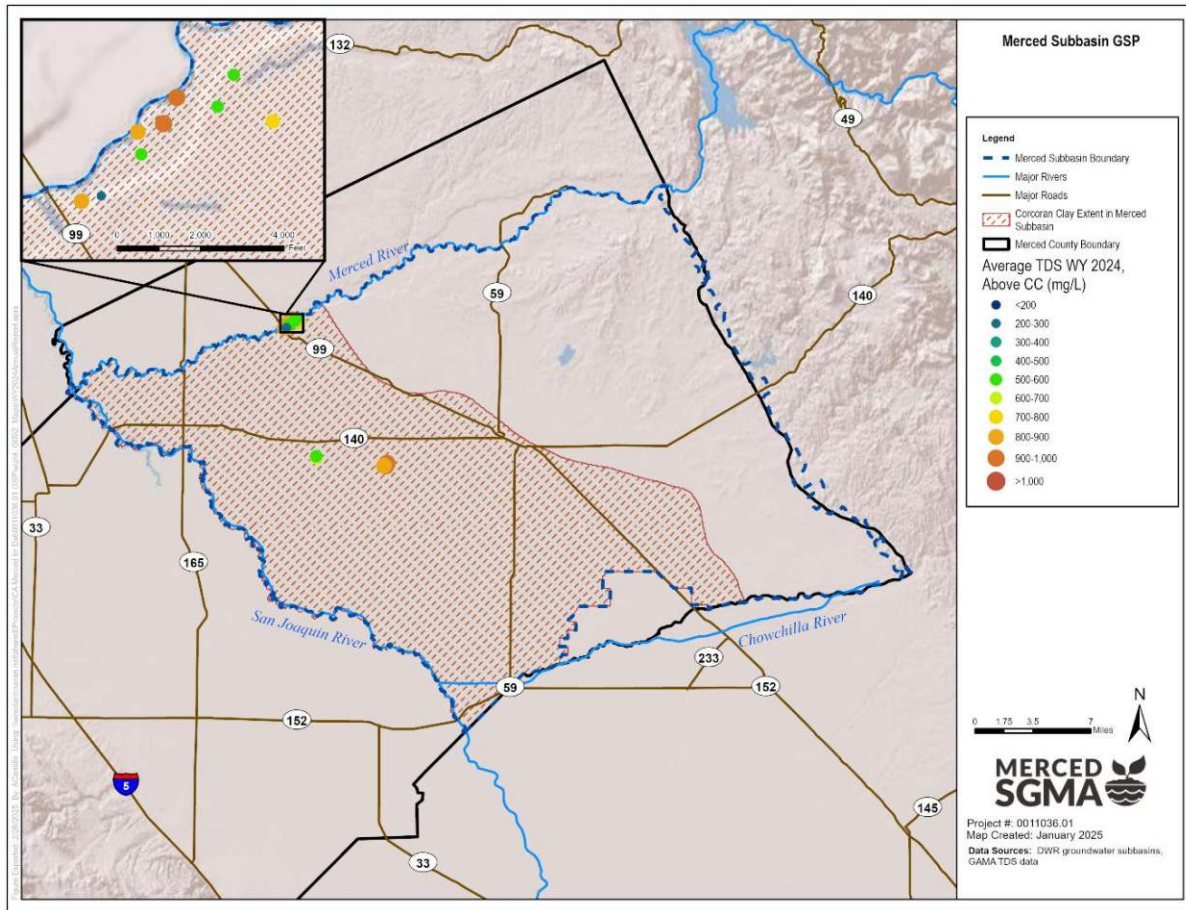 Merced Subbasin GSP
132
49
99
0 1,000 2,000 4,000
Feet
Merced River
59
140
99
140
33
165
San Joaquin River
Chowchilla River
233
59
152
152
5
145
33
Legend
Merced Subbasin Boundary
Major Rivers
Major Roads
Corcoran Clay Extent in Merced
Subbasin
Merced County Boundary
Average TDS WY 2024,
Above CC (mg/L)
<200
200-300
300-400
400-500
500-600
600-700
700-800
800-900
900-1,000
>1,000
N
0 1.75 3.5 7
Miles
MERCED
SGMA
Project #: 0011036.01
Map Created: January 2025
Data Sources: DWR groundwater subbasins,
GAMA TDS data